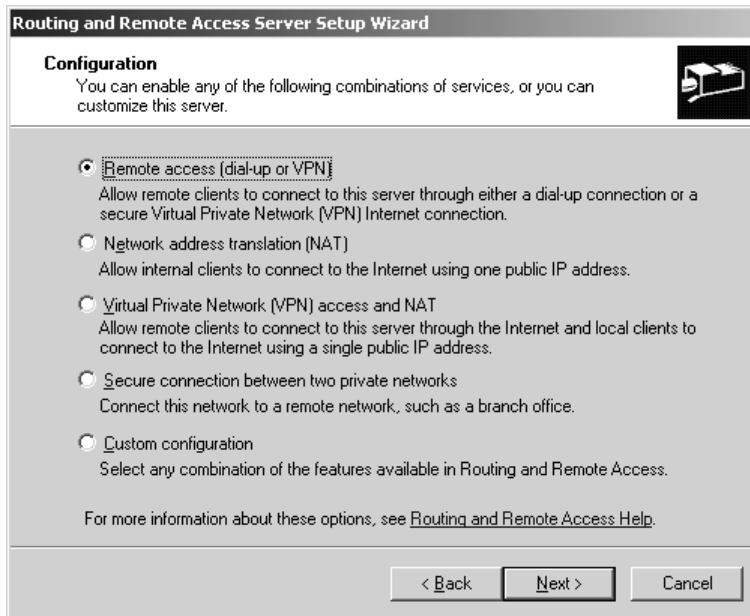 Routing and Remote Access Server Setup Wizard
Configuration
You can enable any of the following combinations of services, or you can
customize this server.
Remote access (dial-up or VPN)
Allow remote clients to connect to this server through either a dial-up connection or a
secure Virtual Private Network (VPN) Internet connection.
Network address translation (NAT)
Allow internal clients to connect to the Internet using one public IP address.
Virtual Private Network (VPN) access and NAT
Allow remote clients to connect to this server through the Internet and local clients to
connect to the Internet using a single public IP address.
Secure connection between two private networks
Connect this network to a remote network, such as a branch office.
Custom configuration
Select any combination of the features available in Routing and Remote Access.
For more information about these options, see Routing and Remote Access Help.
< Back Next > Cancel